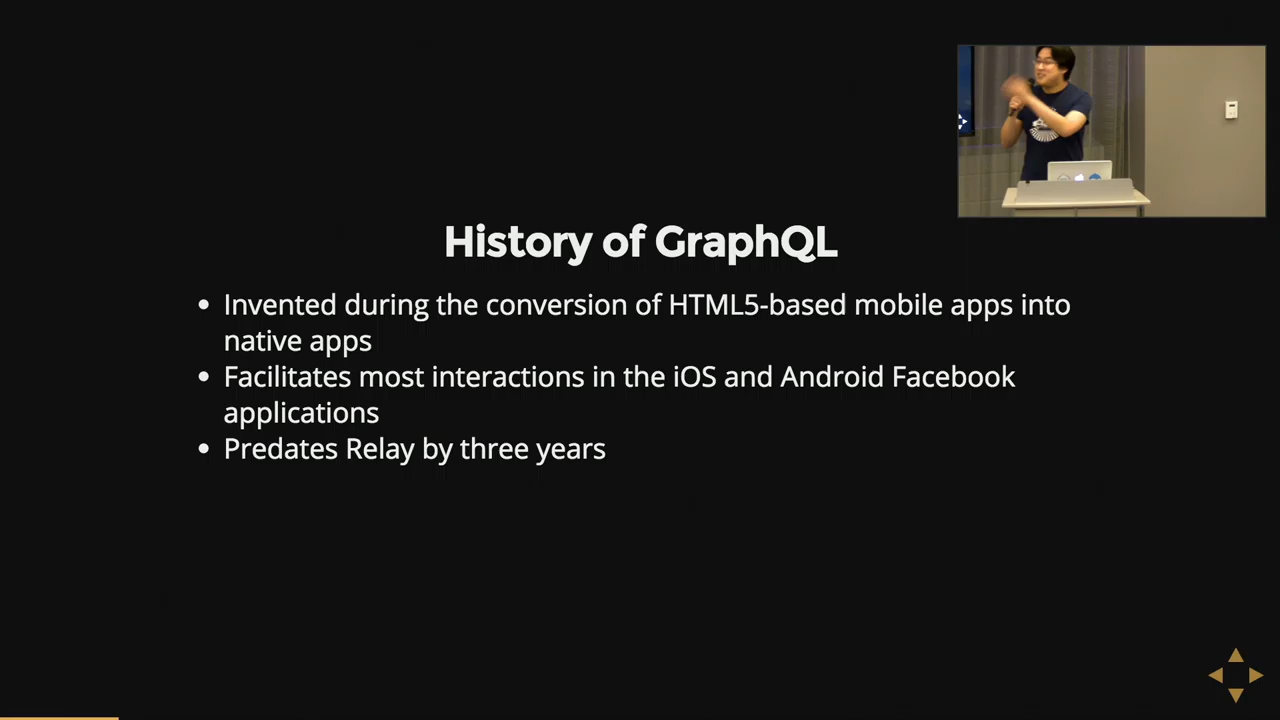 History of GraphQL
Invented during the conversion of HTML5-based mobile apps into
native apps
Facilitates most interactions in the iOS and Android Facebook
applications
Predates Relay by three years